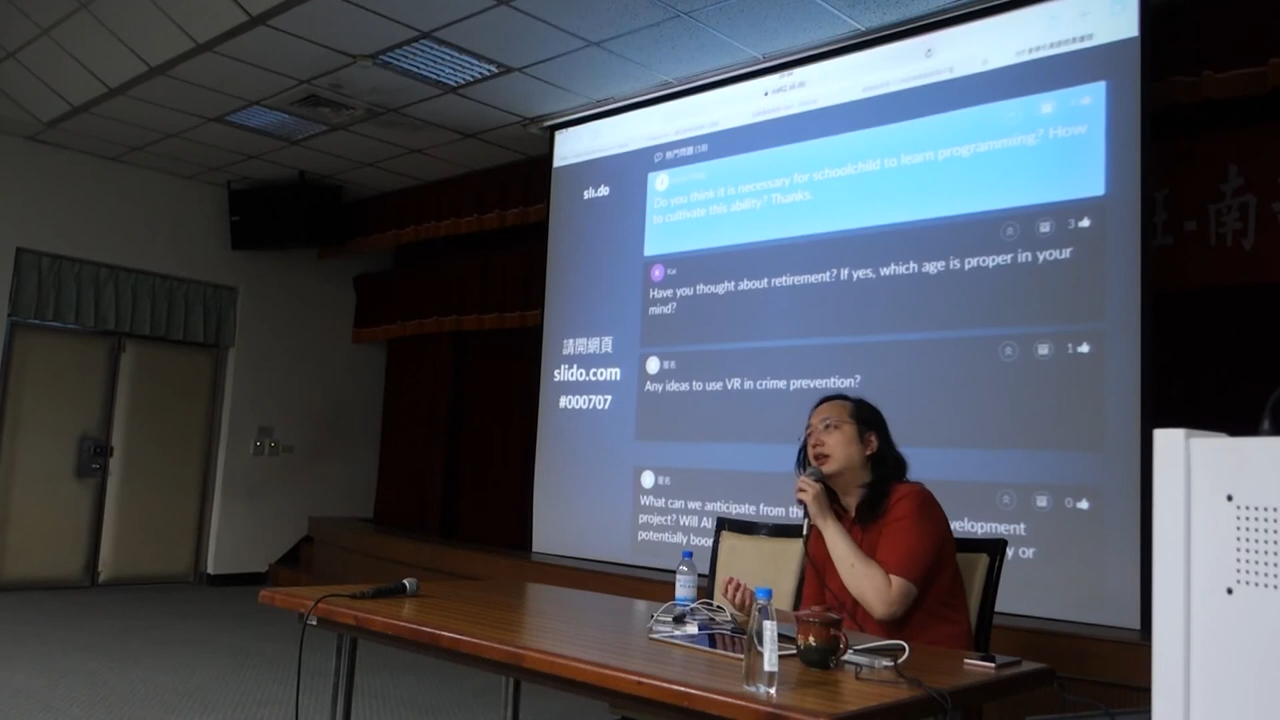 熱門問題 (18)
sli.do
Do you think it is necessary for schoolchild to learn programming? How
to cultivate this ability? Thanks.
3
Kai
Have you thought about retirement? If yes, which age is proper in your
mind?
1
匿名
Any ideas to use VR in crime prevention?
請開網頁
slido.com
#000707
0
匿名
What can we anticipate from
velopment
project? Will AI
potentially
or
南